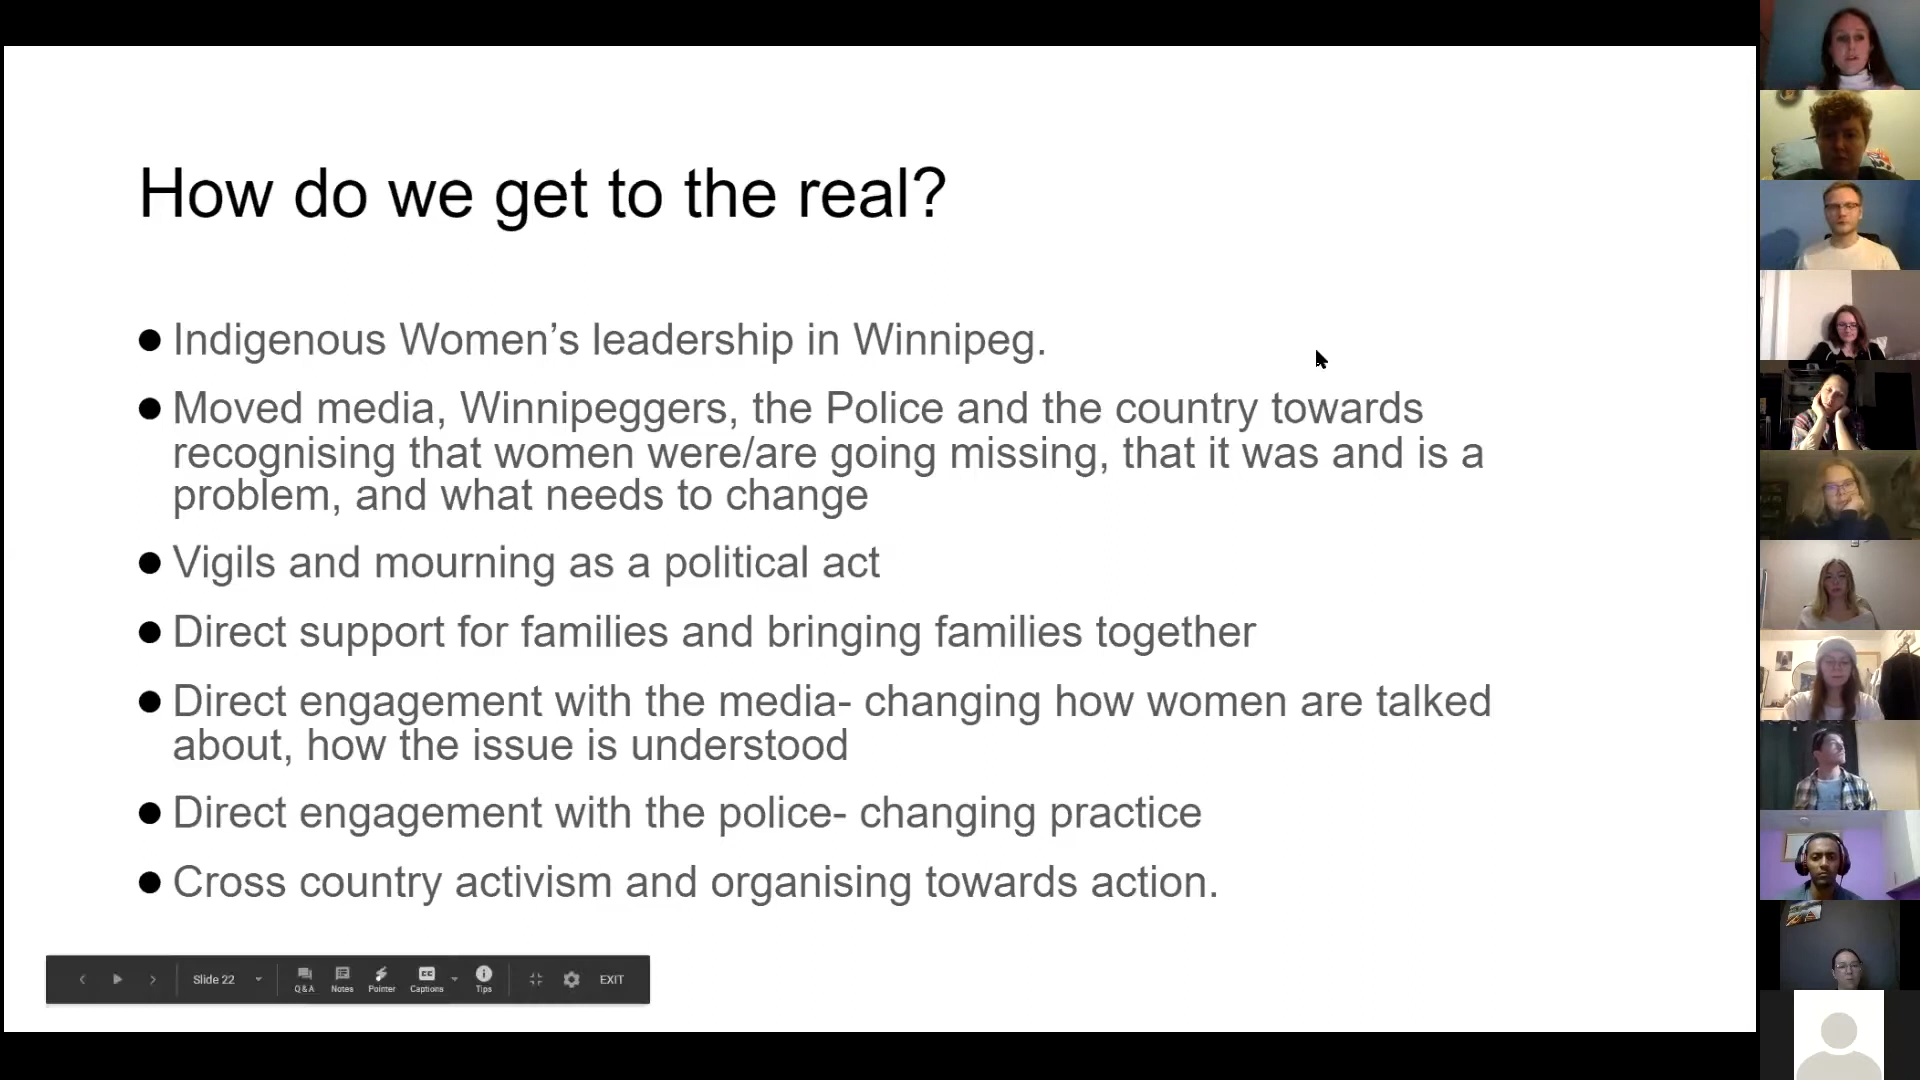 How do we get to the real?
● Indigenous Women’s leadership in Winnipeg.
● Moved media, Winnipeggers, the Police and the country towards
recognising that women were/are going missing, that it was and is a
problem, and what needs to change
● Vigils and mourning as a political act
● Direct support for families and bringing families together
● Direct engagement with the media- changing how women are talked
about, how the issue is understood
● Direct engagement with the police- changing practice
● Cross country activism and organising towards action.
Slide 22 Q&A Notes Pointer CC Captions Tips EXIT